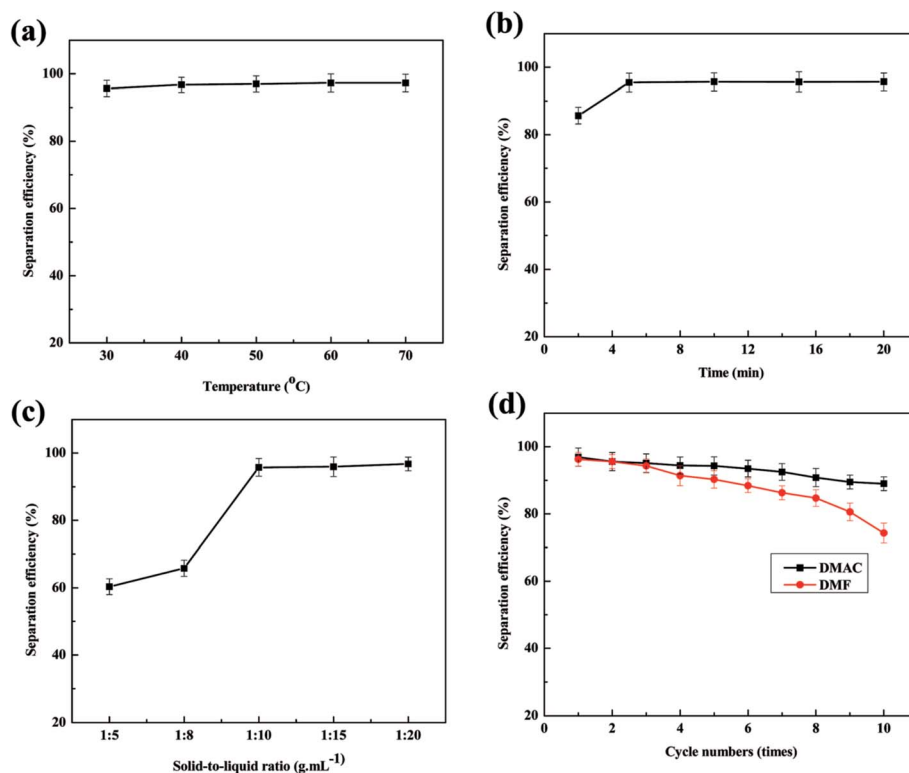 (a)
100
80
60
40
20
Separation efficiency (%)
30 40 50 60 70
Temperature (⁰C)
(b)
100
80
60
40
20
Separation efficiency (%)
0 4 8 12 16 20
Time (min)
(c)
100
80
60
40
20
Separation efficiency (%)
1:5 1:8 1:10 1:15 1:20
Solid-to-liquid ratio (g.mL⁻¹)
(d)
100
80
60
40
20
Separation efficiency (%)
DMAC
DMF
0 2 4 6 8 10
Cycle numbers (times)